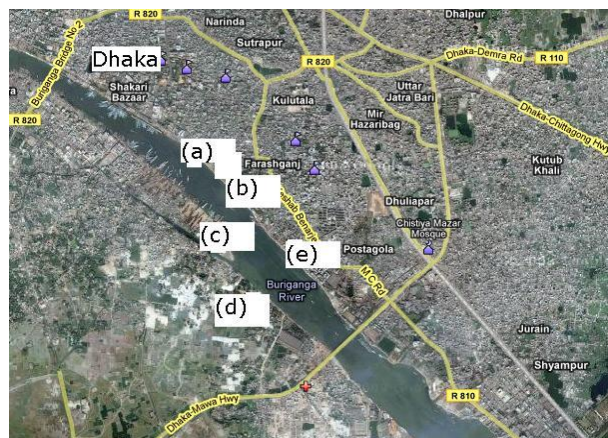 R 820
Narinda
Dhalpur
Buriganga Bridge No.2
Sutrapur
Dhaka
R 820
Dhaka-Demra Rd
R 110
Shakari
Bazaar
Kulutala
Uttar
Jatra Bari
Mir
Hazaribag
Dhaka-Chittagong Hwy
R 820
(a)
Farashganj
Kutub
Khali
(b)
Dhuliapar
Chistiya Mazar
Mosque
(c)
(e)
Postagola
M.C Rd
Buriganga
River
(d)
Jurain
Shyampur
Dhaka-Mawa Hwy
R 810